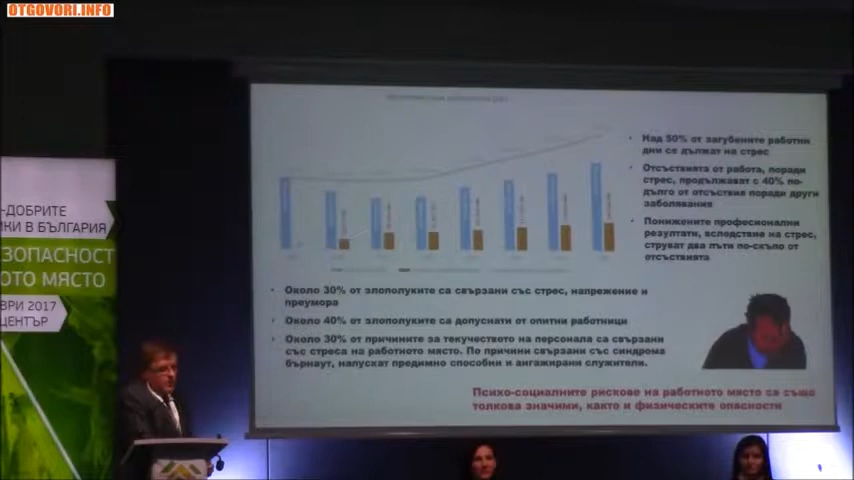 OTGOVORI.INFO
-ДОБРИТЕ
ИКИ В БЪЛГАРИЯ
ЗОПАСНОСТ
ОТО МЯСТО
ВРИ 2017
ЦЕНТЪР
Над 50% от загубените работни
дни се дължат на стрес
Отсъствията от работа, поради
стрес, продължават с 40% по-
дълго от отсъствия поради други
заболявания
Понижените професионални
резултати, вследствие на стрес,
струват два пъти по-скъпо от
отсъствията
Около 30% от злополуките са свързани със стрес, напрежение и
преумора
Около 40% от злополуките са допуснати от опитни работници
Около 30% от причините за текучеството на персонала са свързани
със стреса на работното място. По причини свързани със синдрома
бърнаут, напускат предимно способни и ангажирани служители.
Психо-социалните рискове на работното място са също
толкова значими, както и физическите опасности